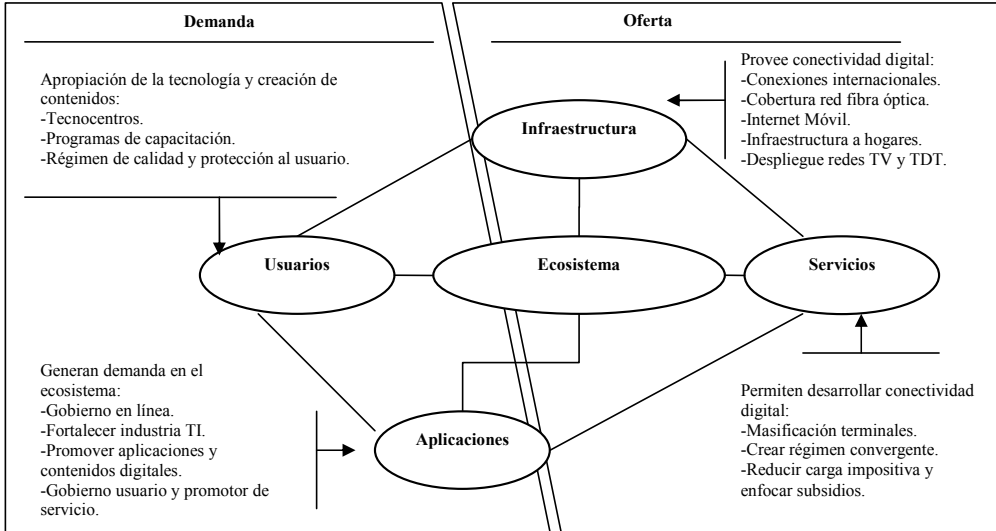 Demanda
Oferta
Apropiación de la tecnología y creación de
contenidos:
-Tecnocentros.
-Programas de capacitación.
-Régimen de calidad y protección al usuario.
Provee conectividad digital:
-Conexiones internacionales.
-Cobertura red fibra óptica.
-Internet Móvil.
-Infraestructura a hogares.
-Despliegue redes TV y TDT.
Infraestructura
Usuarios
Ecosistema
Servicios
Generan demanda en el
ecosistema:
-Gobierno en línea.
-Fortalecer industria TI.
-Promover aplicaciones y
contenidos digitales.
-Gobierno usuario y promotor de
servicio.
Aplicaciones
Permiten desarrollar conectividad
digital:
-Masificación terminales.
-Crear régimen convergente.
-Reducir carga impositiva y
enfocar subsidios.